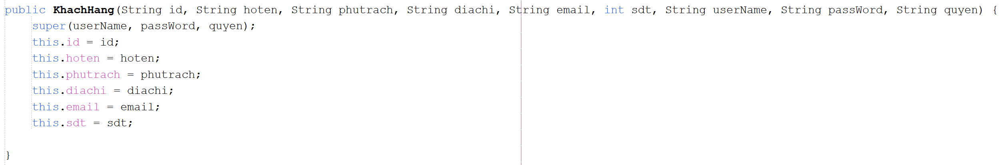 public KhachHang(String id, String hoten, String phutrach, String diachi, String email, int sdt, String userName, String passWord, String quyen) {
super(userName, passWord, quyen);
this.id = id;
this.hoten = hoten;
this.phutrach = phutrach;
this.diachi = diachi;
this.email = email;
this.sdt = sdt;
}